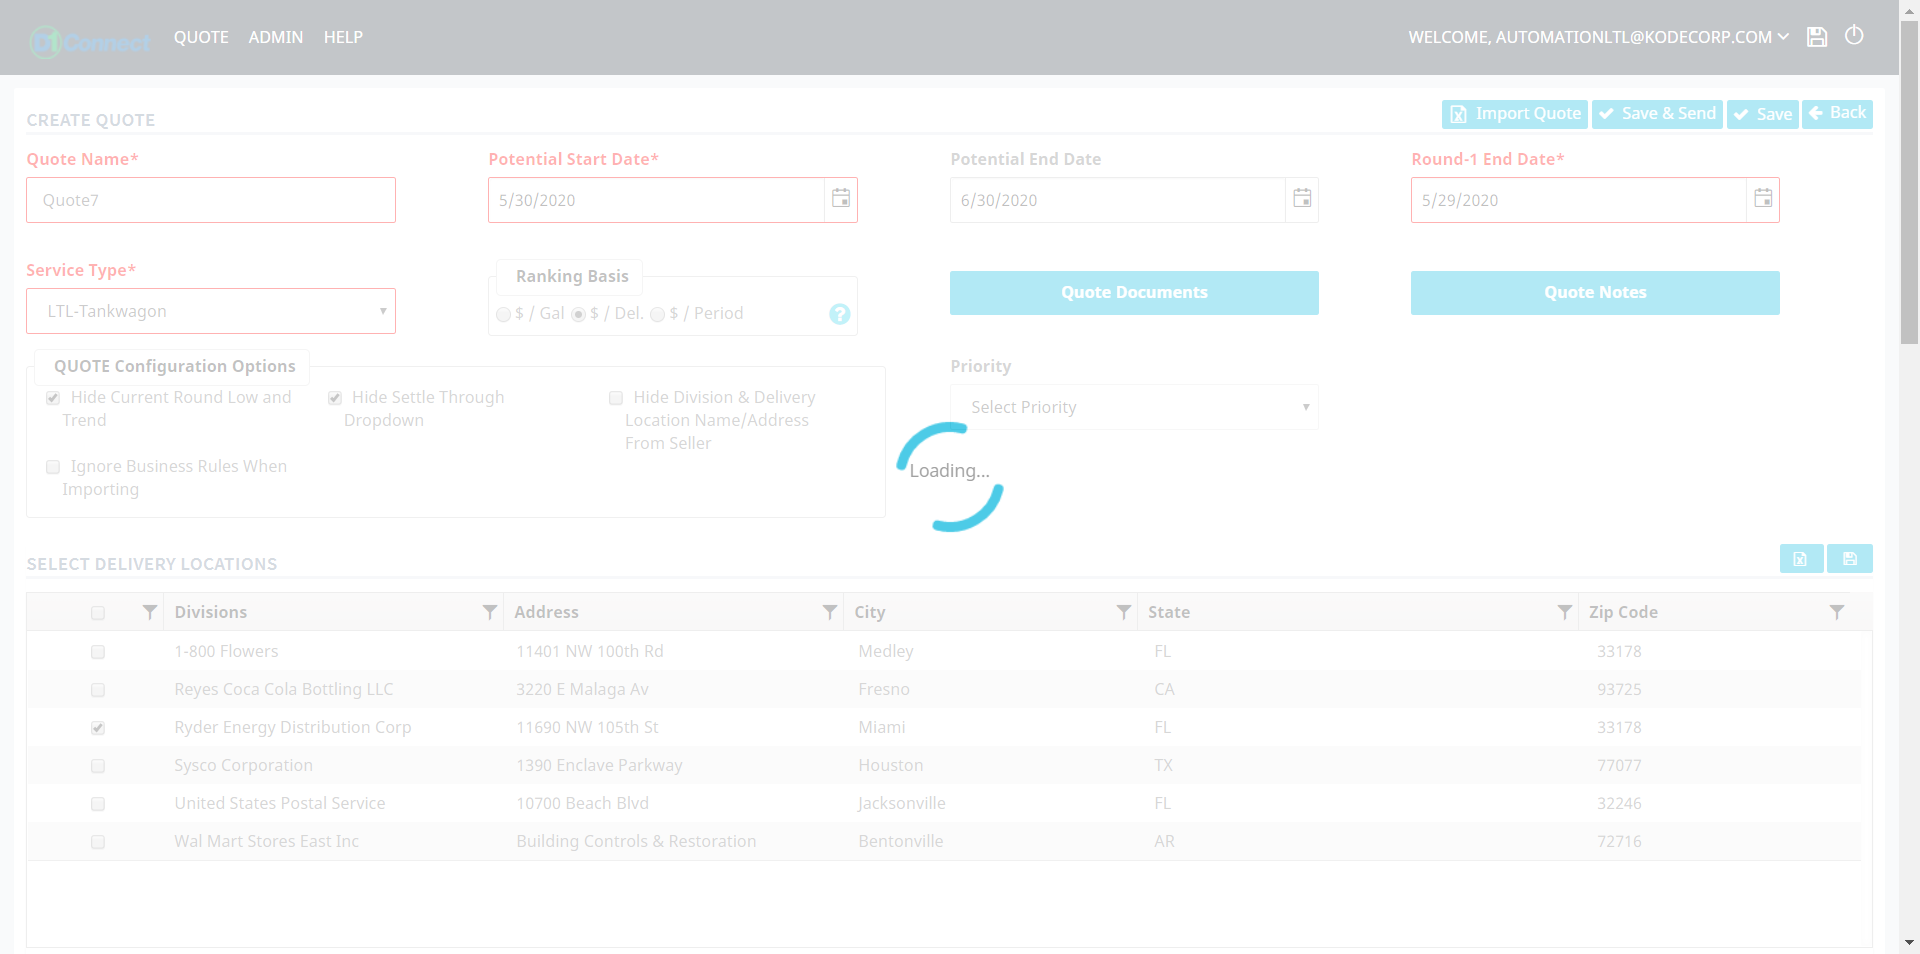 D1Connect QUOTE ADMIN HELP WELCOME, AUTOMATIONLTL@KODECORP.COM
CREATE QUOTE Import Quote Save & Send Save Back
Quote Name* Potential Start Date* Potential End Date Round-1 End Date*
Quote7 5/30/2020 6/30/2020 5/29/2020
Service Type* Ranking Basis
LTL-Tankwagon $ / Gal $ / Del. $ / Period ? Quote Documents Quote Notes
QUOTE Configuration Options Priority
Hide Current Round Low and
Trend
Hide Settle Through
Dropdown
Hide Division & Delivery
Location Name/Address
From Seller
Select Priority
Ignore Business Rules When
Importing
Loading...
SELECT DELIVERY LOCATIONS
Divisions Address City State Zip Code
1-800 Flowers 11401 NW 100th Rd Medley FL 33178
Reyes Coca Cola Bottling LLC 3220 E Malaga Av Fresno CA 93725
Ryder Energy Distribution Corp 11690 NW 105th St Miami FL 33178
Sysco Corporation 1390 Enclave Parkway Houston TX 77077
United States Postal Service 10700 Beach Blvd Jacksonville FL 32246
Wal Mart Stores East Inc Building Controls & Restoration Bentonville AR 72716